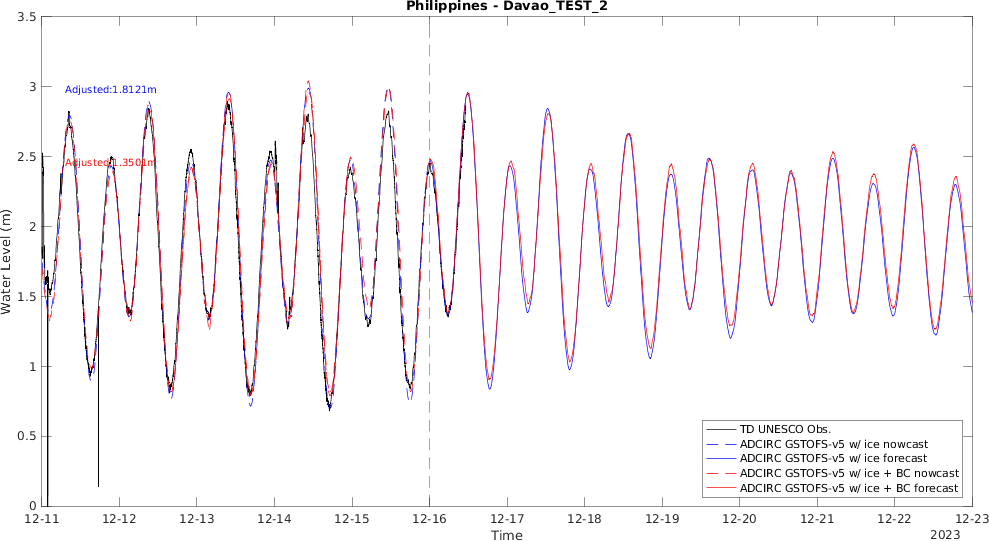 Philippines - Davao_TEST_2
3.5
3
2.5
2
1.5
1
0.5
0
Water Level (m)
Adjusted:1.8121m
Adjusted:1.3501m
TD UNESCO Obs.
ADCIRC GSTOFS-v5 w/ ice nowcast
ADCIRC GSTOFS-v5 w/ ice forecast
ADCIRC GSTOFS-v5 w/ ice + BC nowcast
ADCIRC GSTOFS-v5 w/ ice + BC forecast
12-11 12-12 12-13 12-14 12-15 12-16 12-17 12-18 12-19 12-20 12-21 12-22 12-23
Time
2023